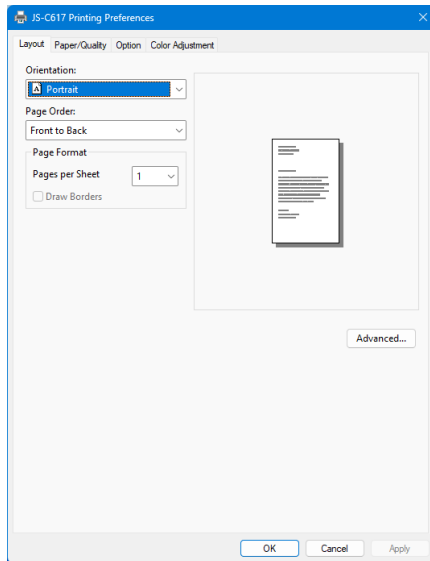 JS-C617 Printing Preferences
Layout Paper/Quality Option Color Adjustment
Orientation:
A Portrait
Page Order:
Front to Back
Page Format
Pages per Sheet 1
Draw Borders
Advanced...
OK Cancel Apply